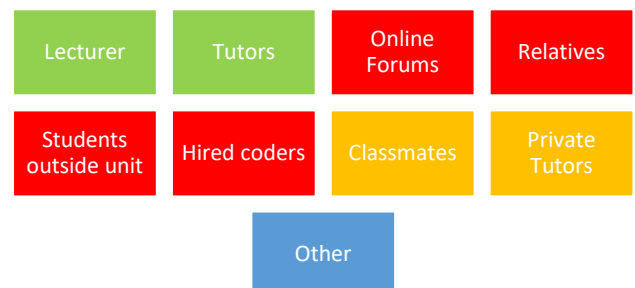 Lecturer
Tutors
Online
Forums
Relatives
Students
outside unit
Hired coders
Classmates
Private
Tutors
Other